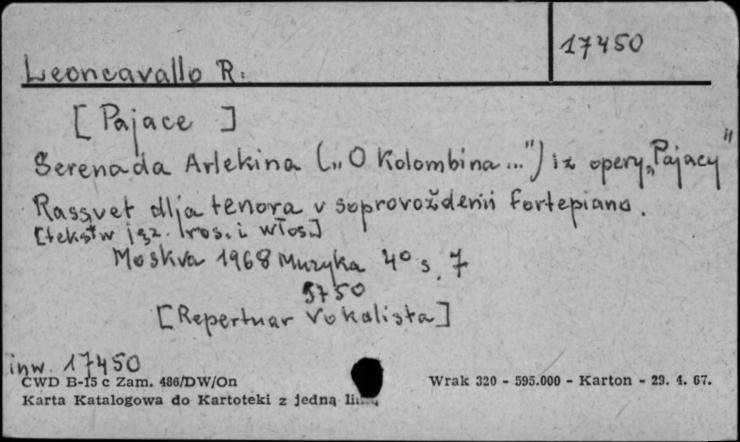 17450
Leoncavallo R.
[Pajace]
Serenada Arlekina („O Kolombina...") iz opery „Pajacy"
Rassvet dlja tenora v soprovoždenii fortepiano.
[tekst w jęz. ros. i włos.]
Moskva 1968 Muzyka 4° s. 7
5750
[Repertuar vokalista]
inw. 17450
CWD B-15 c Zam. 486/DW/On
Wrak 320 - 595.000 - Karton - 29. 4. 67.
Karta Katalogowa do Kartoteki z jedną